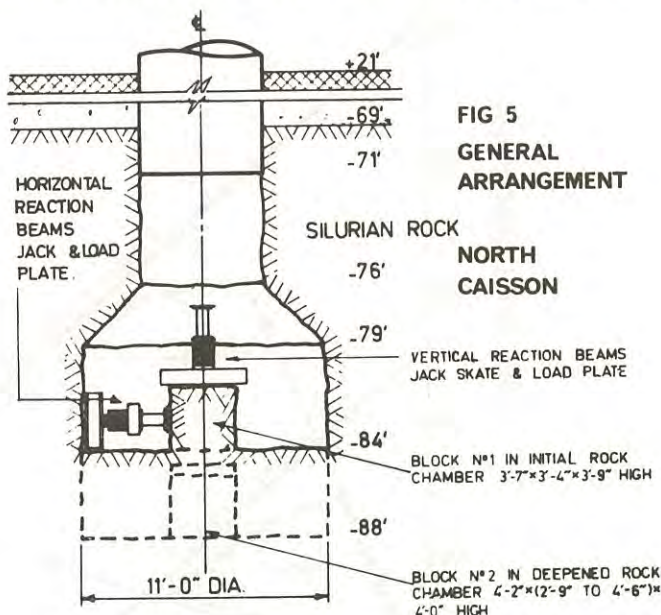 ℄
+21'
-69'
-71'
FIG 5
GENERAL
ARRANGEMENT
HORIZONTAL
REACTION
BEAMS
JACK & LOAD
PLATE.
SILURIAN ROCK
-76'
NORTH
CAISSON
-79'
VERTICAL REACTION BEAMS
JACK SKATE & LOAD PLATE
-84'
BLOCK Nº1 IN INITIAL ROCK
CHAMBER 3'-7"×3'-4"×3'-9" HIGH
-88'
11'-0" DIA.
BLOCK Nº2 IN DEEPENED ROCK
CHAMBER 4'-2"×(2'-9" TO 4'-6")×
4'-0" HIGH